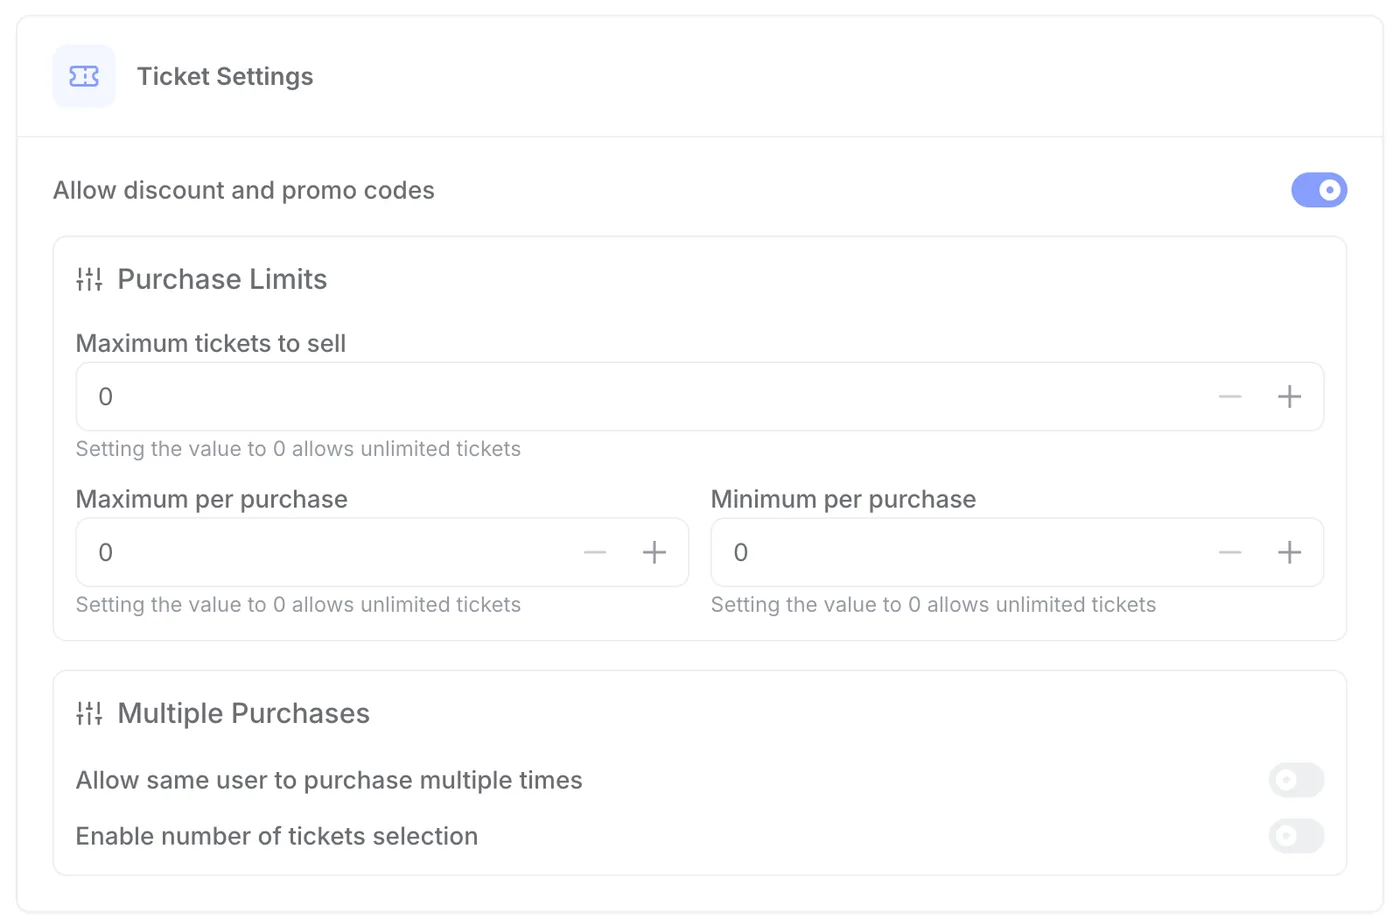 Ticket Settings
Allow discount and promo codes
Purchase Limits
Maximum tickets to sell
0
Setting the value to 0 allows unlimited tickets
Maximum per purchase
0
Setting the value to 0 allows unlimited tickets
Minimum per purchase
0
Setting the value to 0 allows unlimited tickets
Multiple Purchases
Allow same user to purchase multiple times
Enable number of tickets selection